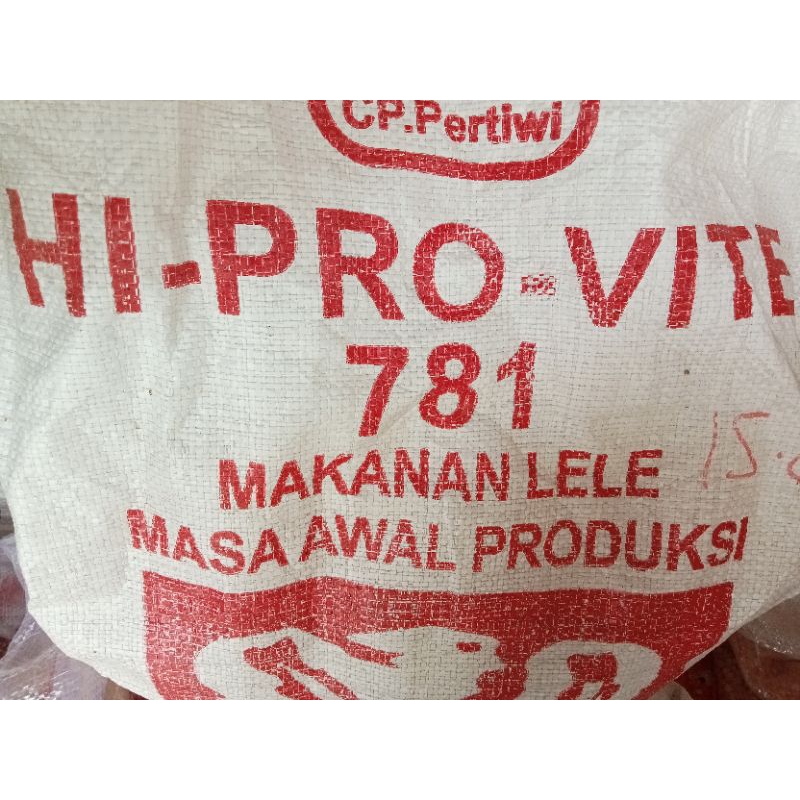 CP.Pertiwi
HI-PRO-VITE
781
MAKANAN LELE
MASA AWAL PRODUKSI